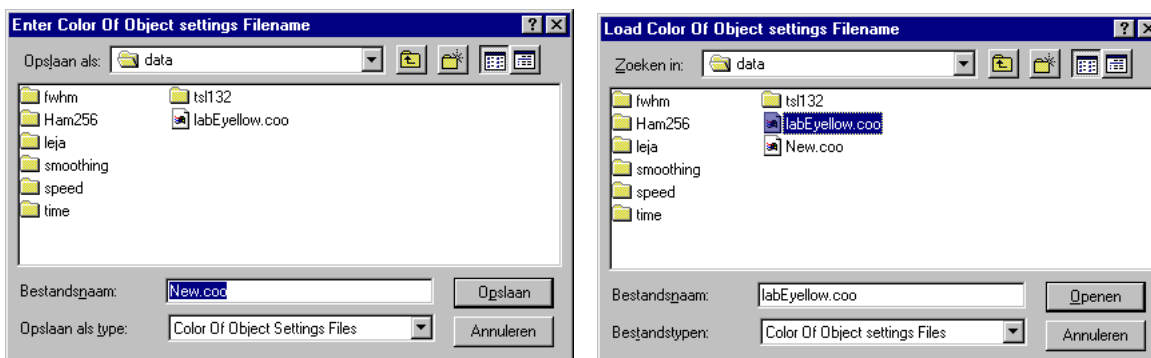 Enter Color Of Object settings Filename
Opslaan als: data
fwhm
Ham256
leja
smoothing
speed
time
tsl132
labEyellow.coo
Bestandsnaam: New.coo
Opslaan
Opslaan als type: Color Of Object Settings Files
Annuleren
Load Color Of Object settings Filename
Zoeken in: data
fwhm
Ham256
leja
smoothing
speed
time
tsl132
labEyellow.coo
New.coo
Bestandsnaam: labEyellow.coo
Openen
Bestandstypen: Color Of Object settings Files
Annuleren